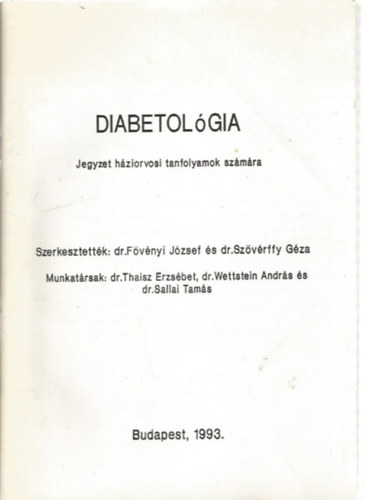 DIABETOLóGIA
Jegyzet háziorvosi tanfolyamok számára
Szerkesztették: dr.Fövényi József és dr.Szövérffy Géza
Munkatársak: dr.Thaisz Erzsébet, dr.Wettstein András és
dr.Sallai Tamás
Budapest, 1993.